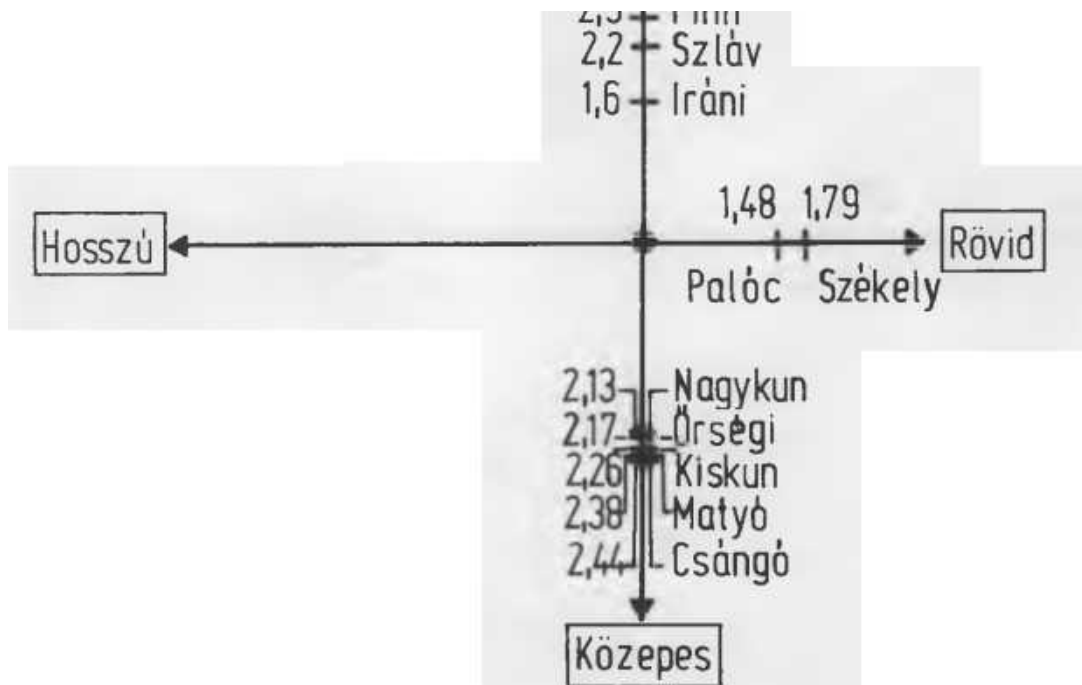 2,2 Szláv
1,6 Iráni
1,48 1,79
Hosszú Rövid
Palóc Székely
2,13 Nagykun
2,17 Őrségi
2,26 Kiskun
2,38 Matyó
2,44 Csángó
Közepes